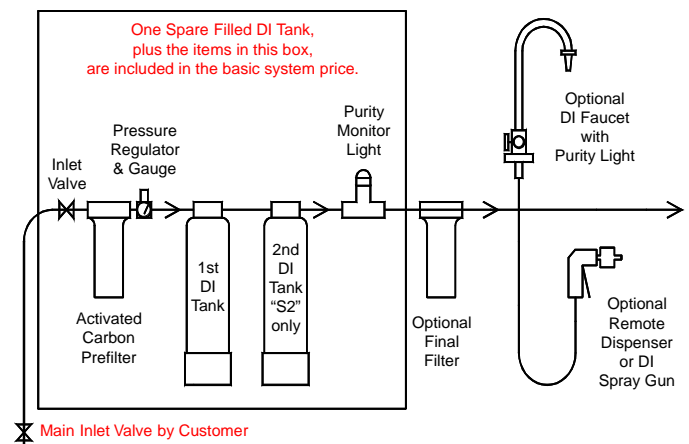 One Spare Filled DI Tank,
plus the items in this box,
are included in the basic system price.
Inlet
Valve
Pressure
Regulator
& Gauge
Purity
Monitor
Light
Optional
DI Faucet
with
Purity Light
Activated
Carbon
Prefilter
1st
DI
Tank
2nd
DI
Tank
“S2”
only
Optional
Final
Filter
Optional
Remote
Dispenser
or DI
Spray Gun
Main Inlet Valve by Customer